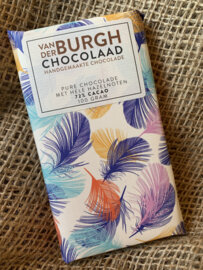 VAN DER BURGH
CHOCOLAAD
HANDGEMAAKTE CHOCOLADE
PURE CHOCOLADE
MET HELE HAZELNOTEN
72% CACAO
100 GRAM